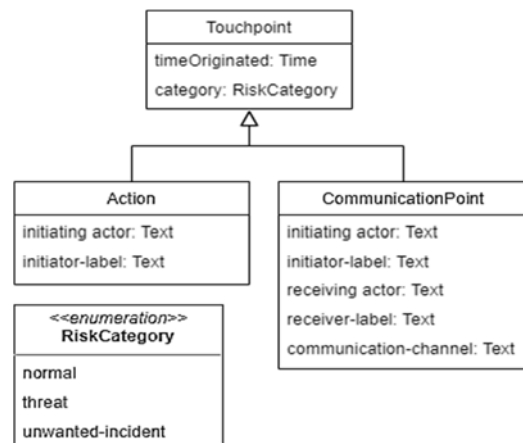 Touchpoint
timeOriginated: Time
category: RiskCategory
Action
initiating actor: Text
initiator-label: Text
CommunicationPoint
initiating actor: Text
initiator-label: Text
receiving actor: Text
receiver-label: Text
communication-channel: Text
<<enumeration>>
RiskCategory
normal
threat
unwanted-incident